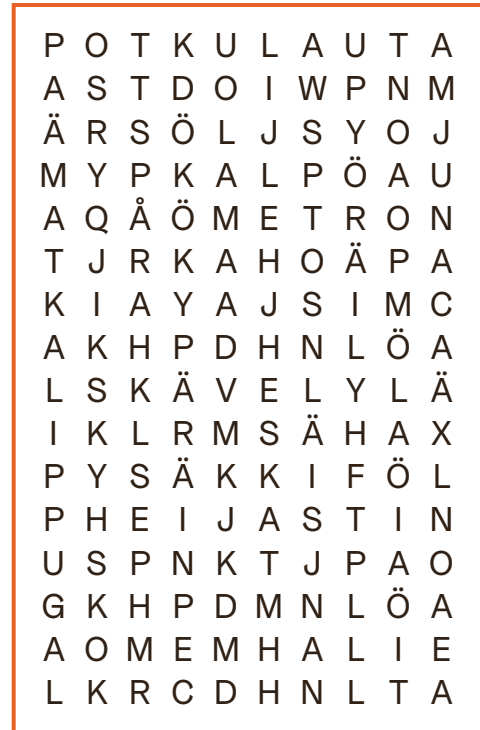 P O T K U L A U T A
A S T D O I W P N M
Ä R S Ö L J S Y O J
M Y P K A L P Ö A U
A Q Å Ö M E T R O N
T J R K A H O Ä P A
K I A Y A J S I M C
A K H P D H N L Ö A
L S K Ä V E L Y L Ä
I K L R M S Ä H A X
P Y S Ä K K I F Ö L
P H E I J A S T I N
U S P N K T J P A O
G K H P D M N L Ö A
A O M E M H A L I E
L K R C D H N L T A